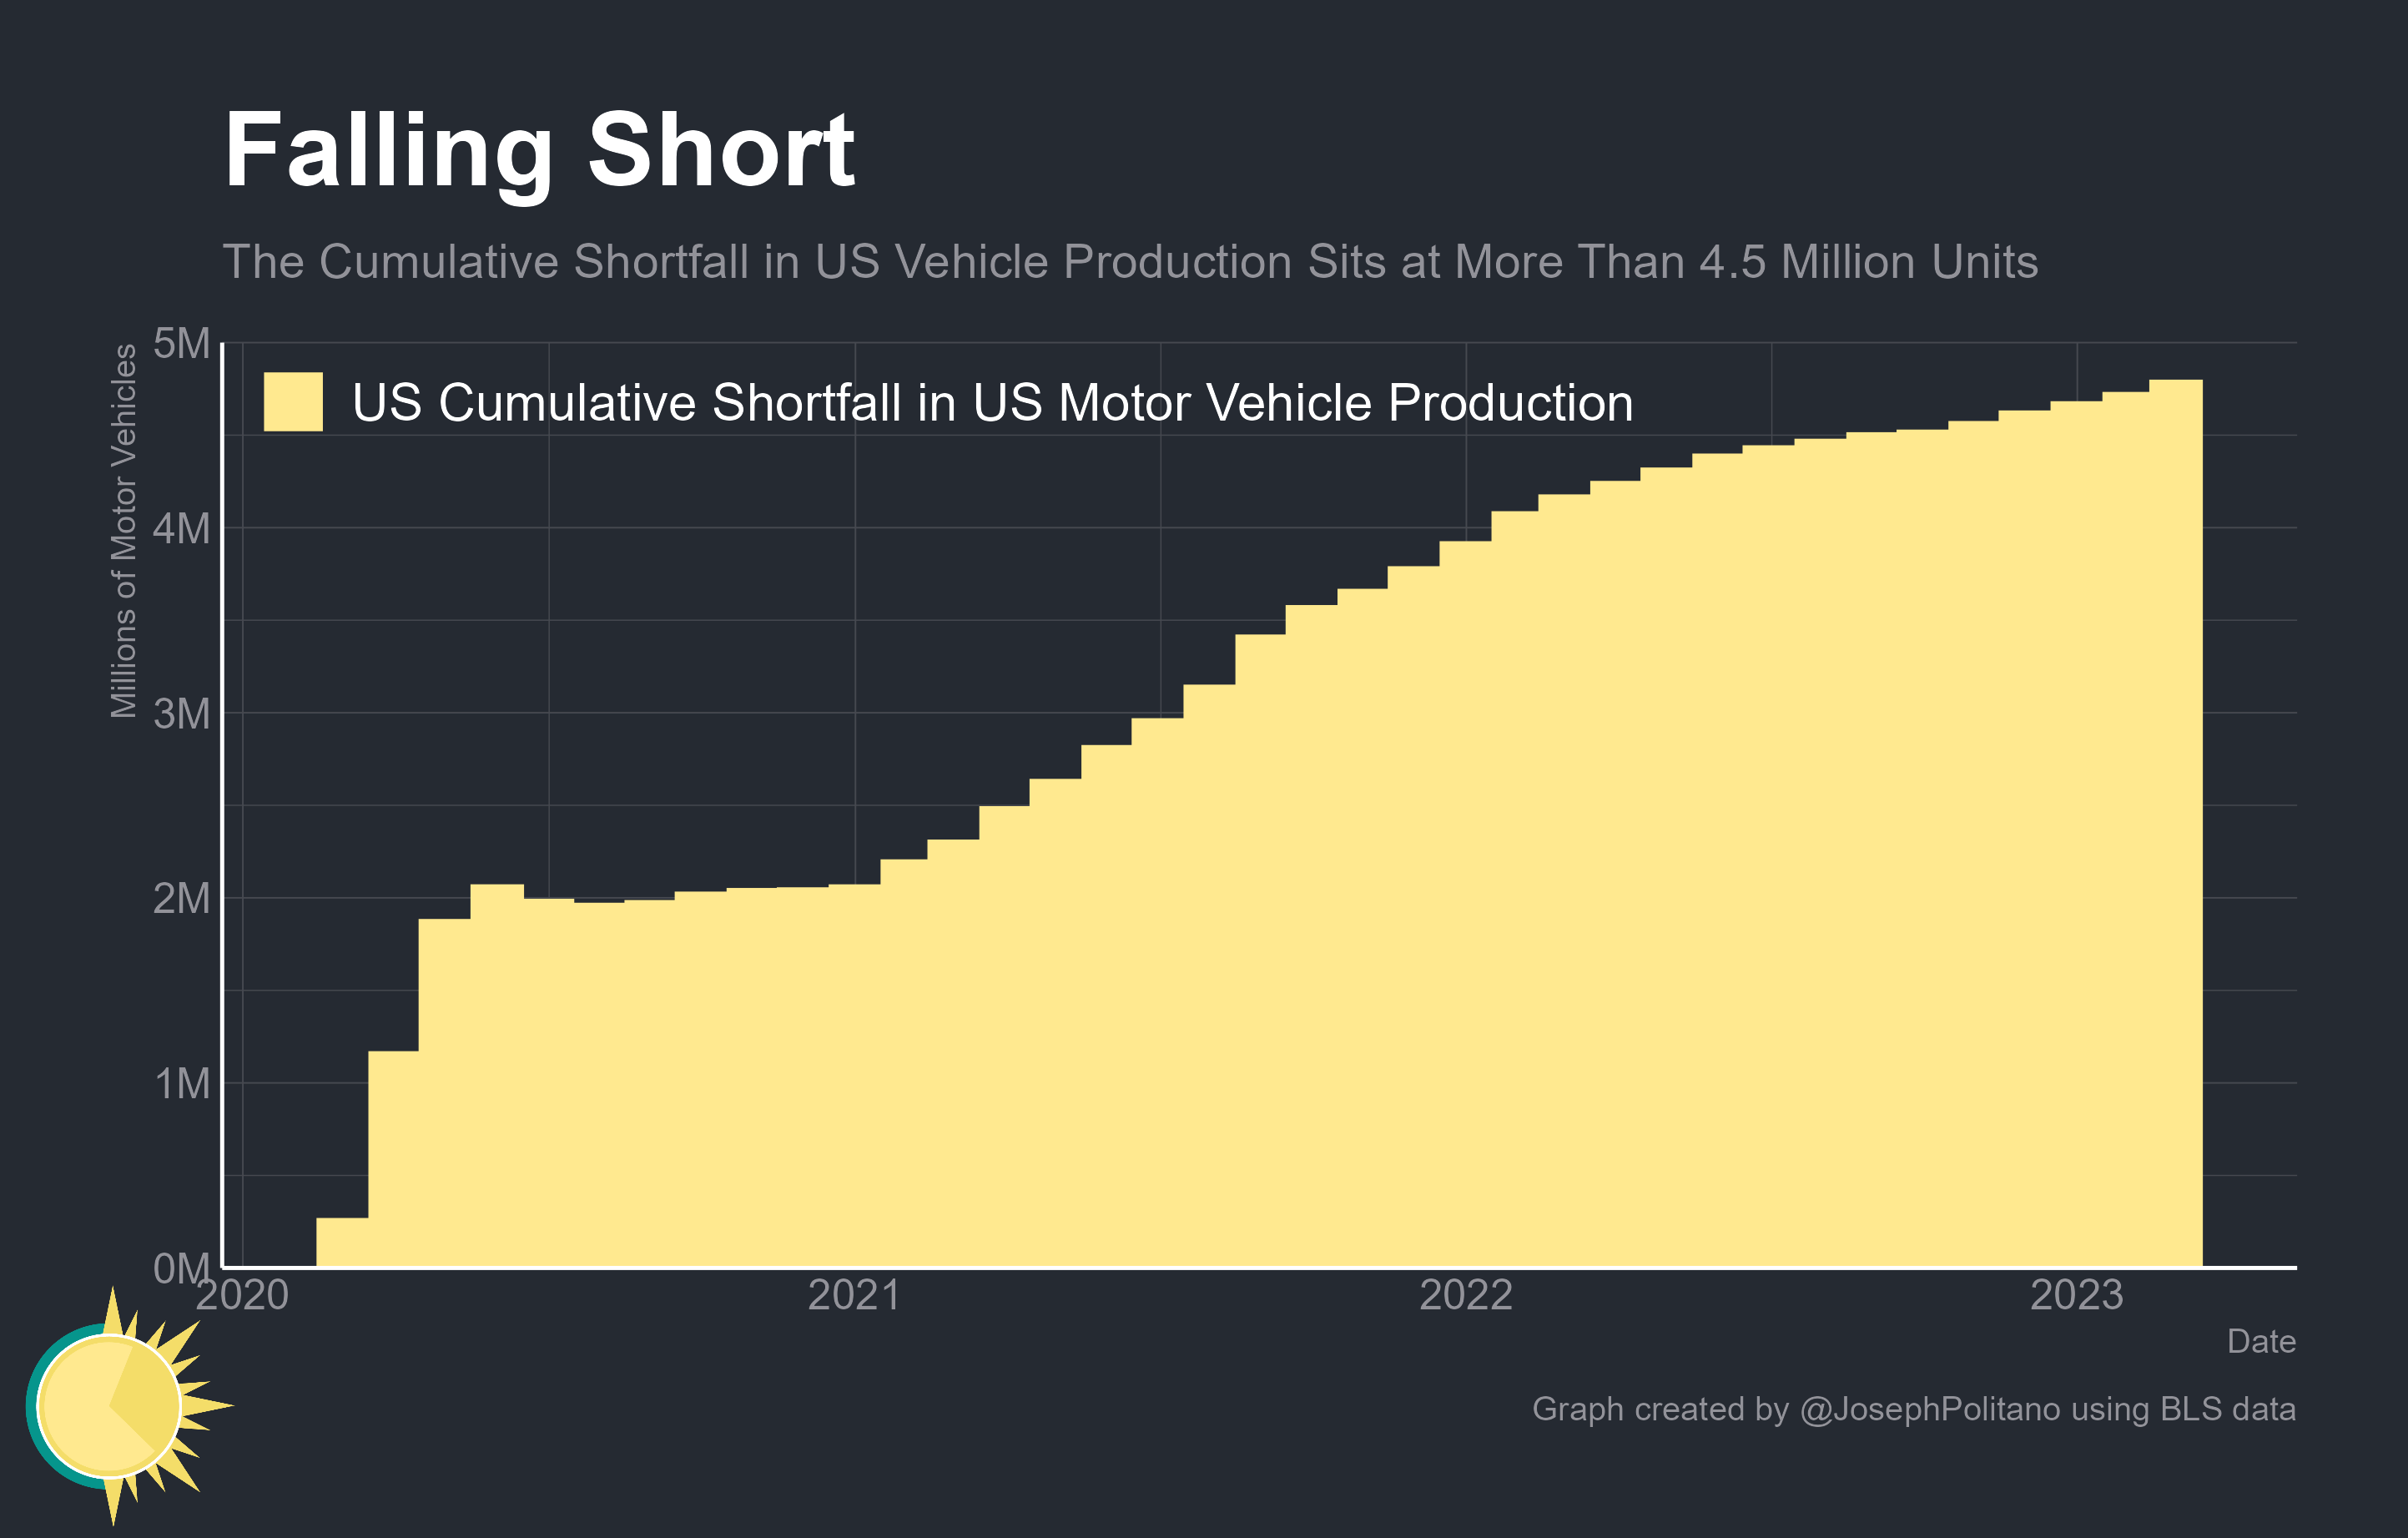 Falling Short
The Cumulative Shortfall in US Vehicle Production Sits at More Than 4.5 Million Units
Millions of Motor Vehicles
US Cumulative Shortfall in US Motor Vehicle Production
5M
4M
3M
2M
1M
0M
2020
2021
2022
2023
Date
Graph created by @JosephPolitano using BLS data